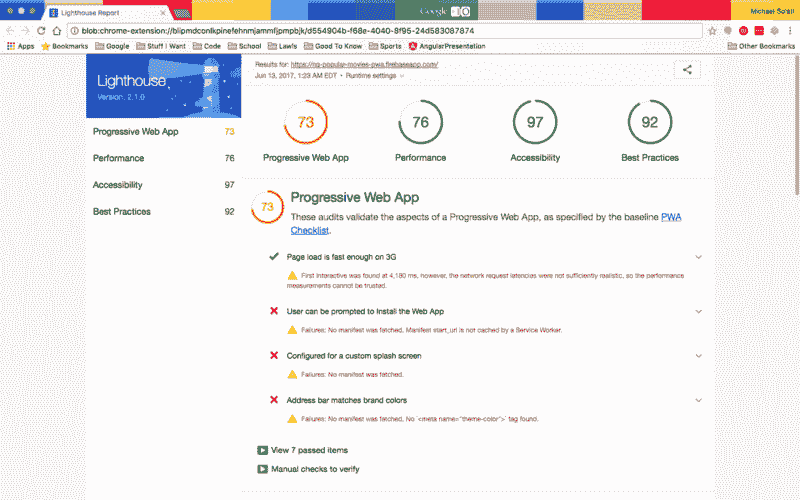 Lighthouse Report
Google I/O
Michael Solati
blob:chrome-extension://blipmdconlkpinefehnmjammfjpmpbjk/d554904b-f68e-4040-8f95-24d583087874
Apps Bookmarks Google Stuff I Want Code School Lawls Good To Know Sports AngularPresentation Other Bookmarks
Lighthouse
Version: 2.1.0
Results for: https://ng-popular-movies-pwa.firebaseapp.com/
Jun 13, 2017, 1:23 AM EDT • Runtime settings
Progressive Web App 73
Performance 76
Accessibility 97
Best Practices 92
73 76 97 92
Progressive Web App Performance Accessibility Best Practices
73
Progressive Web App
These audits validate the aspects of a Progressive Web App, as specified by the baseline PWA
Checklist.
Page load is fast enough on 3G
First Interactive was found at 4,180 ms, however, the network request latencies were not sufficiently realistic, so the performance
measurements cannot be trusted.
User can be prompted to Install the Web App
Failures: No manifest was fetched, Manifest start_url is not cached by a Service Worker.
Configured for a custom splash screen
Failures: No manifest was fetched.
Address bar matches brand colors
Failures: No manifest was fetched, No `<meta name="theme-color">` tag found.
View 7 passed items
Manual checks to verify